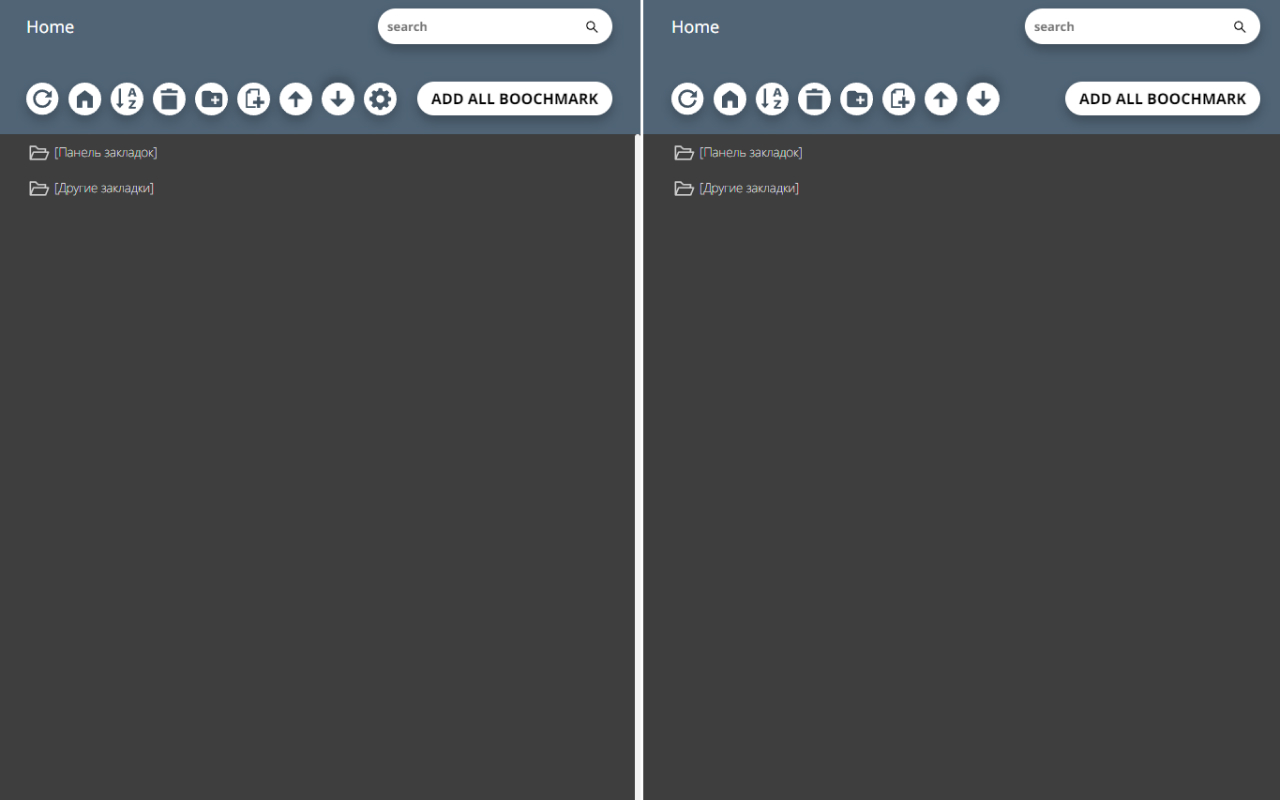 Home
search
ADD ALL BOOCHMARK
[Панель закладок]
[Другие закладки]
Home
search
ADD ALL BOOCHMARK
[Панель закладок]
[Другие закладки]